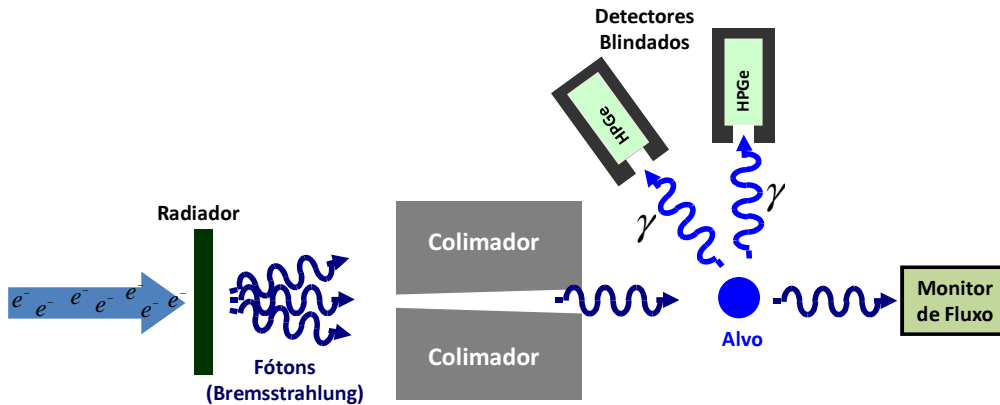 Detectores
Blindados
HPGe
HPGe
γ
γ
Radiador
Colimador
e⁻ e⁻ e⁻ e⁻ e⁻ e⁻ e⁻ e⁻
Monitor
de Fluxo
Alvo
Colimador
Fótons
(Bremsstrahlung)